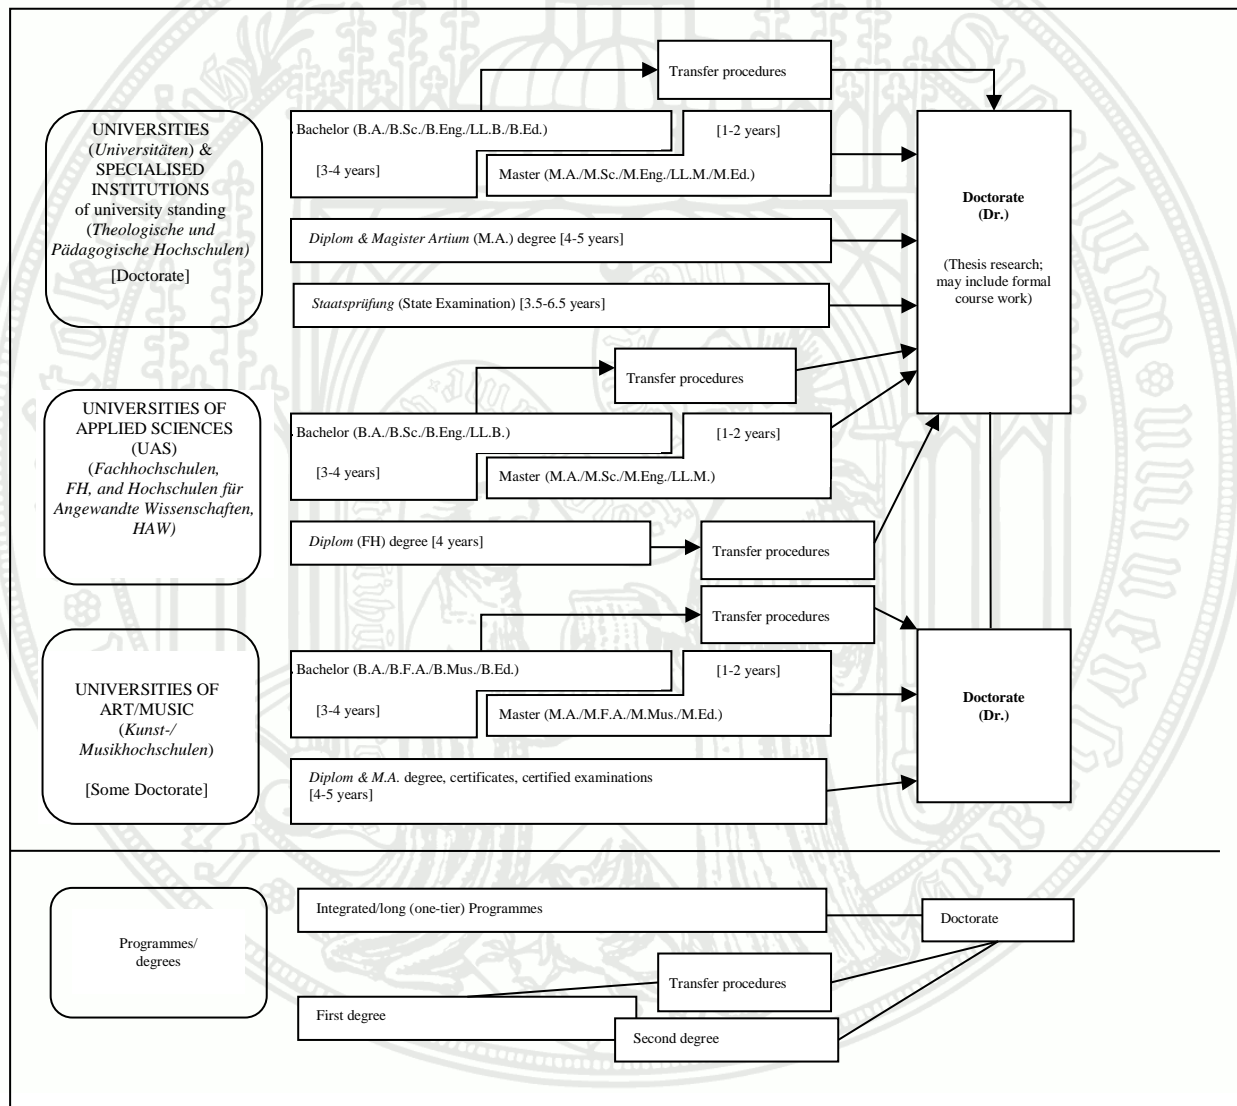 Transfer procedures
UNIVERSITIES
(Universitäten) &
SPECIALISED
INSTITUTIONS
of university standing
(Theologische und
Pädagogische Hochschulen)
[Doctorate]
Bachelor (B.A./B.Sc./B.Eng./LL.B./B.Ed.)
[3-4 years]
[1-2 years]
Master (M.A./M.Sc./M.Eng./LL.M./M.Ed.)
Diplom & Magister Artium (M.A.) degree [4-5 years]
Staatsprüfung (State Examination) [3.5-6.5 years]
Doctorate
(Dr.)
(Thesis research;
may include formal
course work)
Transfer procedures
UNIVERSITIES OF
APPLIED SCIENCES
(UAS)
(Fachhochschulen,
FH, and Hochschulen für
Angewandte Wissenschaften,
HAW)
Bachelor (B.A./B.Sc./B.Eng./LL.B.)
[3-4 years]
[1-2 years]
Master (M.A./M.Sc./M.Eng./LL.M.)
Diplom (FH) degree [4 years]
Transfer procedures
Transfer procedures
UNIVERSITIES OF
ART/MUSIC
(Kunst-/
Musikhochschulen)
[Some Doctorate]
Bachelor (B.A./B.F.A./B.Mus./B.Ed.)
[3-4 years]
[1-2 years]
Master (M.A./M.F.A./M.Mus./M.Ed.)
Diplom & M.A. degree, certificates, certified examinations
[4-5 years]
Doctorate
(Dr.)
Programmes/
degrees
Integrated/long (one-tier) Programmes
Doctorate
Transfer procedures
First degree
Second degree